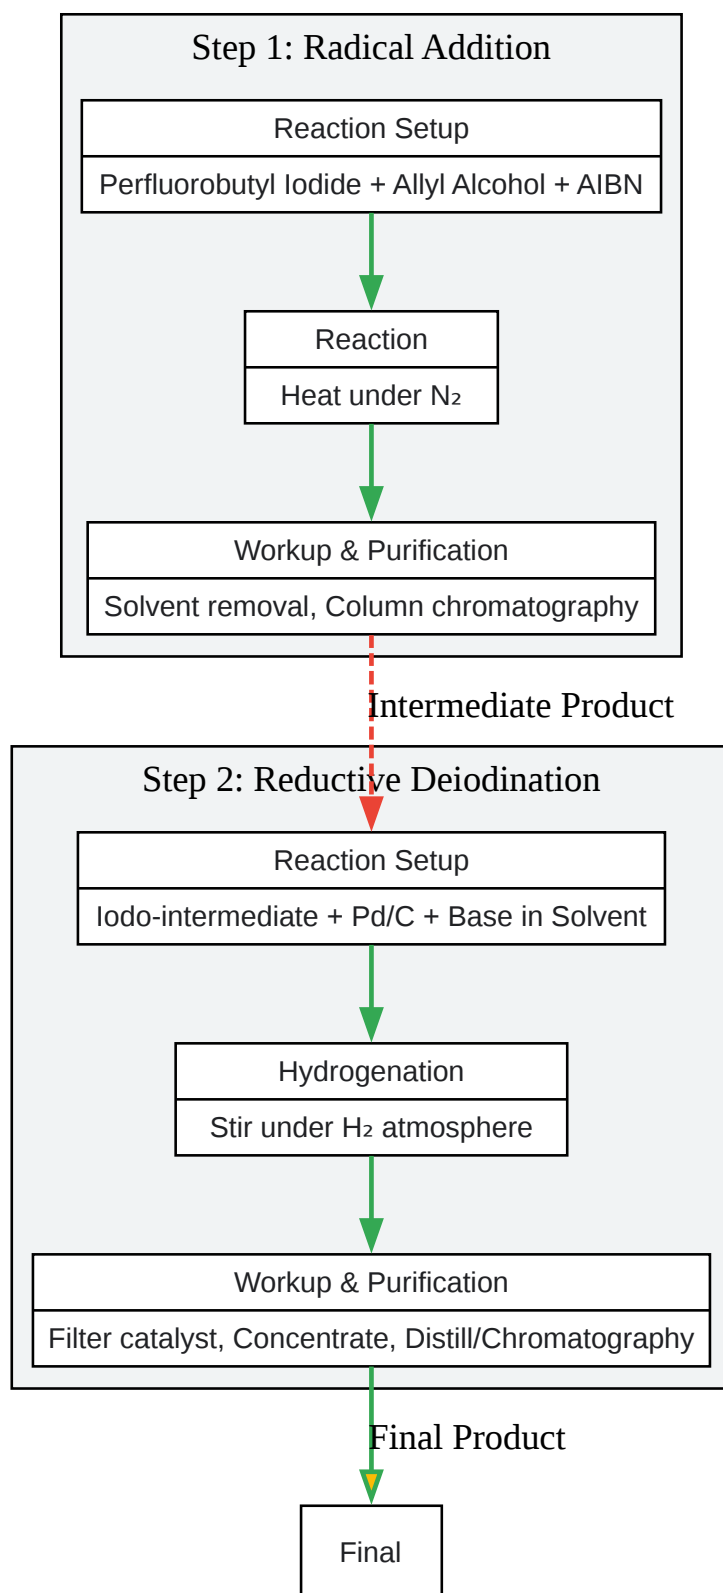 Step 1: Radical Addition
Reaction Setup
Perfluorobutyl Iodide + Allyl Alcohol + AIBN
Reaction
Heat under N₂
Workup & Purification
Solvent removal, Column chromatography
Intermediate Product
Step 2: Reductive Deiodination
Reaction Setup
Iodo-intermediate + Pd/C + Base in Solvent
Hydrogenation
Stir under H₂ atmosphere
Workup & Purification
Filter catalyst, Concentrate, Distill/Chromatography
Final Product
Final